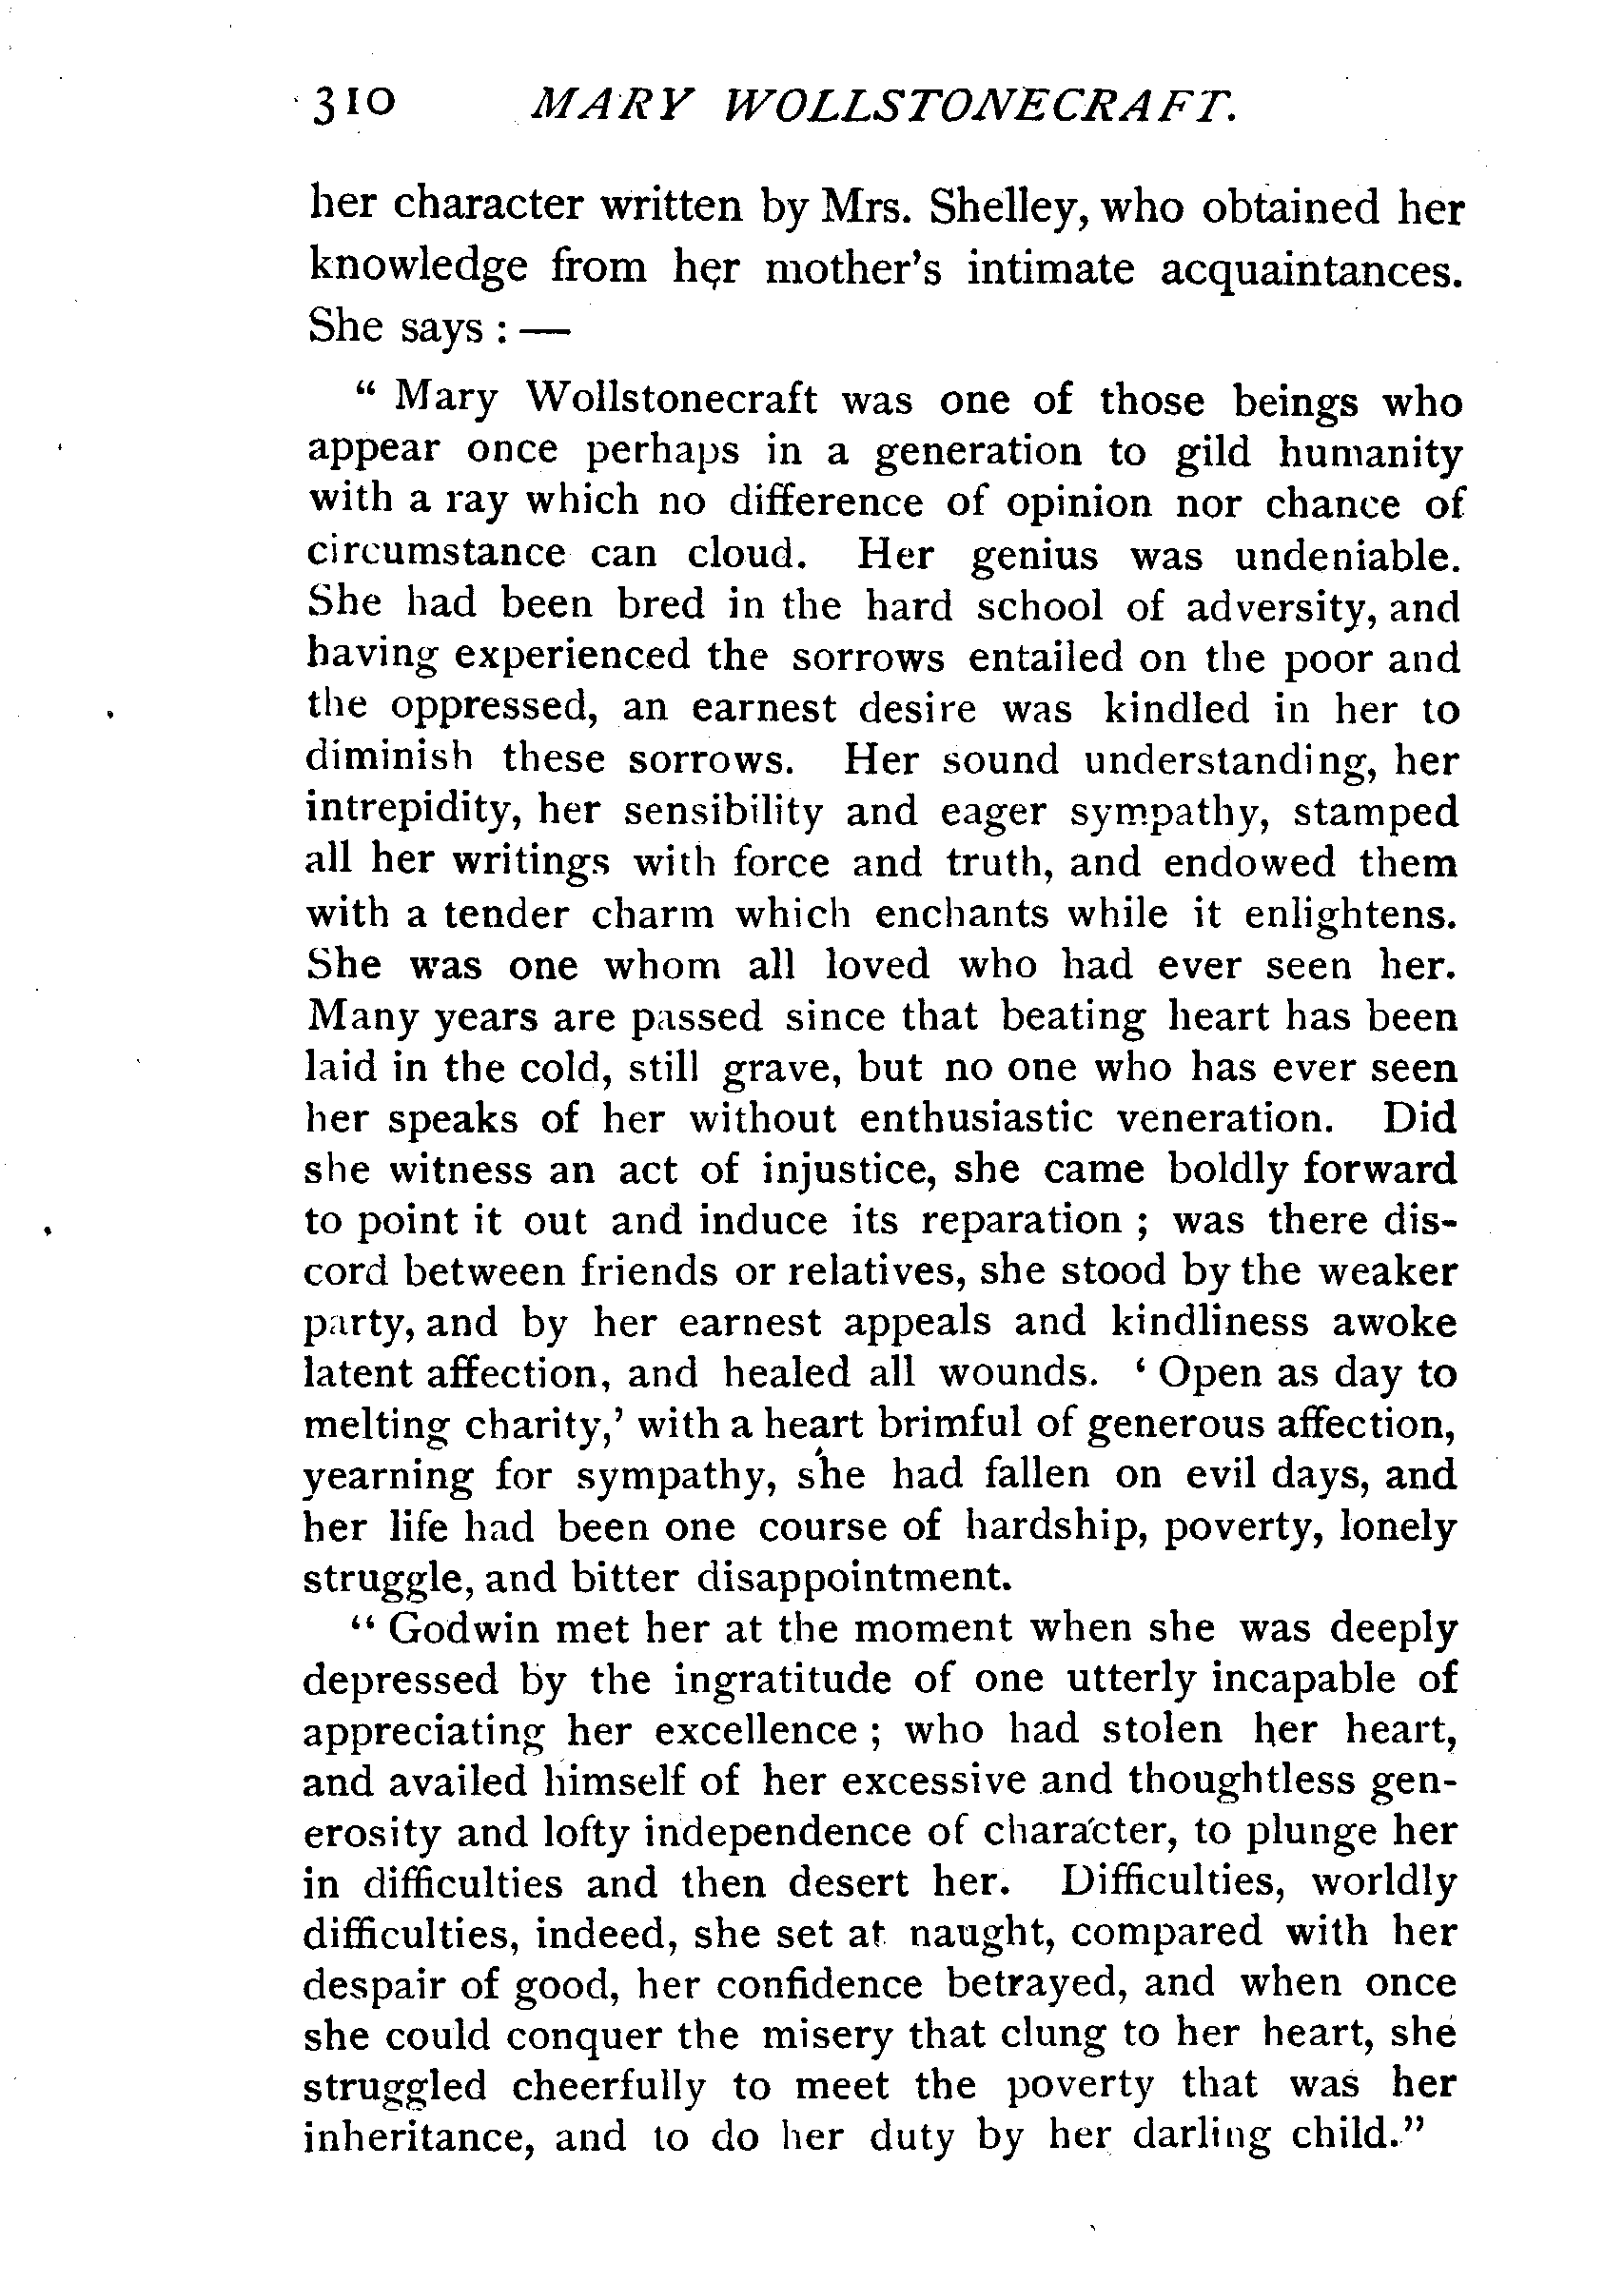 310 MARY WOLLSTONECRAFT.
her character written by Mrs. Shelley, who obtained her
knowledge from her mother's intimate acquaintances.
She says : —
“ Mary Wollstonecraft was one of those beings who
appear once perhaps in a generation to gild humanity
with a ray which no difference of opinion nor chance of
circumstance can cloud. Her genius was undeniable.
She had been bred in the hard school of adversity, and
having experienced the sorrows entailed on the poor and
the oppressed, an earnest desire was kindled in her to
diminish these sorrows. Her sound understanding, her
intrepidity, her sensibility and eager sympathy, stamped
all her writings with force and truth, and endowed them
with a tender charm which enchants while it enlightens.
She was one whom all loved who had ever seen her.
Many years are passed since that beating heart has been
laid in the cold, still grave, but no one who has ever seen
her speaks of her without enthusiastic veneration. Did
she witness an act of injustice, she came boldly forward
to point it out and induce its reparation ; was there dis-
cord between friends or relatives, she stood by the weaker
party, and by her earnest appeals and kindliness awoke
latent affection, and healed all wounds. ‘ Open as day to
melting charity,’ with a heart brimful of generous affection,
yearning for sympathy, she had fallen on evil days, and
her life had been one course of hardship, poverty, lonely
struggle, and bitter disappointment.
“ Godwin met her at the moment when she was deeply
depressed by the ingratitude of one utterly incapable of
appreciating her excellence ; who had stolen her heart,
and availed himself of her excessive and thoughtless gen-
erosity and lofty independence of character, to plunge her
in difficulties and then desert her. Difficulties, worldly
difficulties, indeed, she set at naught, compared with her
despair of good, her confidence betrayed, and when once
she could conquer the misery that clung to her heart, she
struggled cheerfully to meet the poverty that was her
inheritance, and to do her duty by her darling child.”